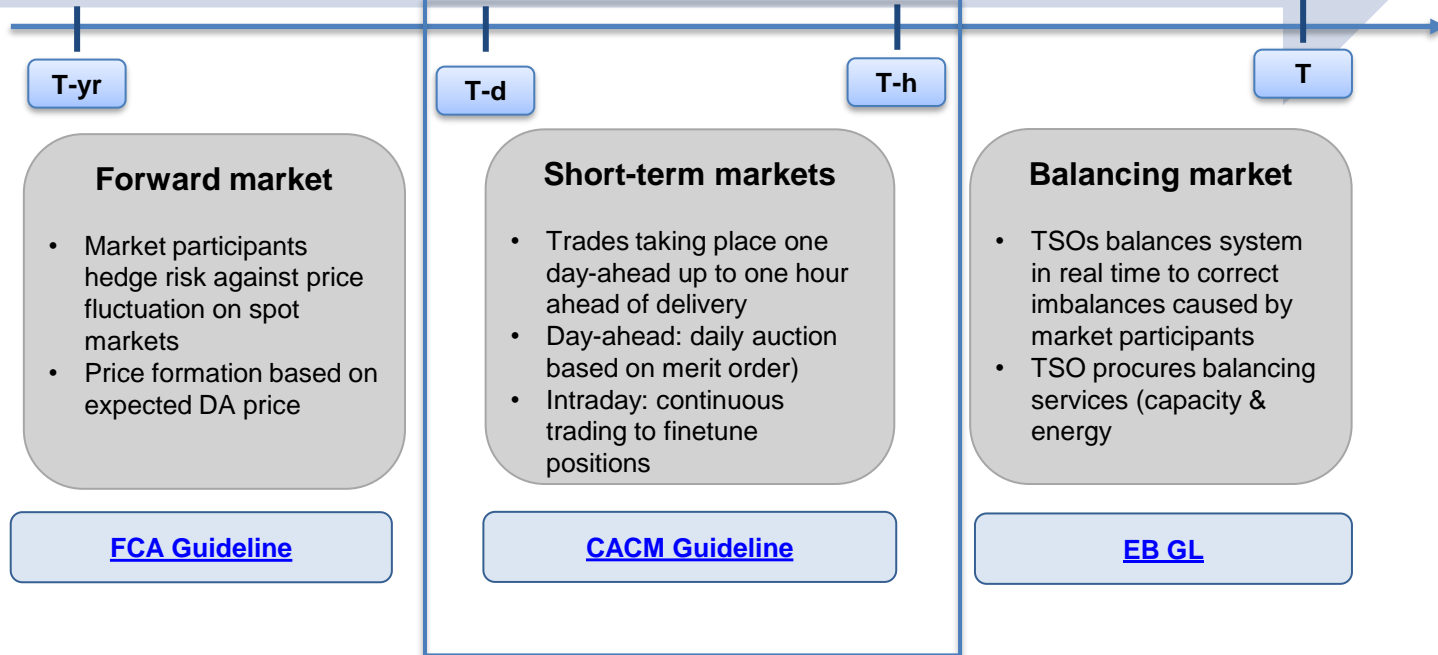 T-yr
T-d
T-h
T
Forward market
• Market participants
hedge risk against price
fluctuation on spot
markets
• Price formation based on
expected DA price
FCA Guideline
Short-term markets
• Trades taking place one
day-ahead up to one hour
ahead of delivery
• Day-ahead: daily auction
based on merit order)
• Intraday: continuous
trading to finetune
positions
CACM Guideline
Balancing market
• TSOs balances system
in real time to correct
imbalances caused by
market participants
• TSO procures balancing
services (capacity &
energy
EB GL